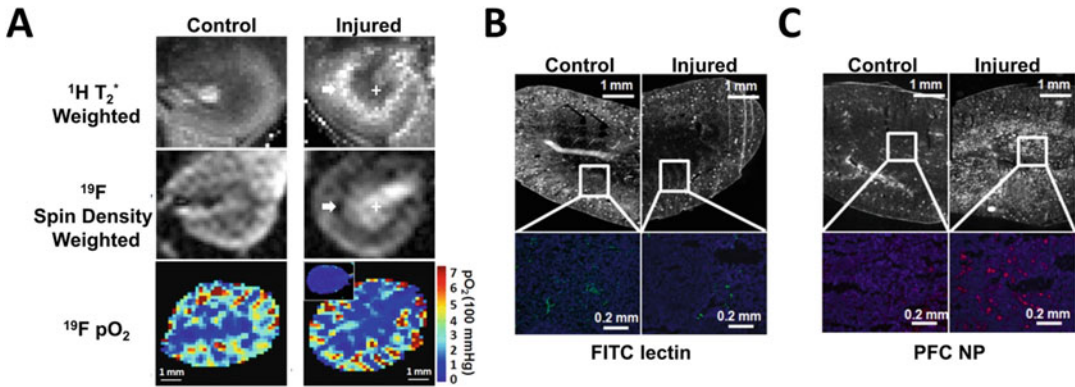 A
Control Injured
¹H T₂*
Weighted
¹⁹F
Spin Density
Weighted
¹⁹F pO₂
1 mm
1 mm
7
6
5
4
3
2
1
0
pO₂ (100 mmHg)
B
Control Injured
1 mm
1 mm
0.2 mm
0.2 mm
FITC lectin
C
Control Injured
1 mm
1 mm
0.2 mm
0.2 mm
PFC NP